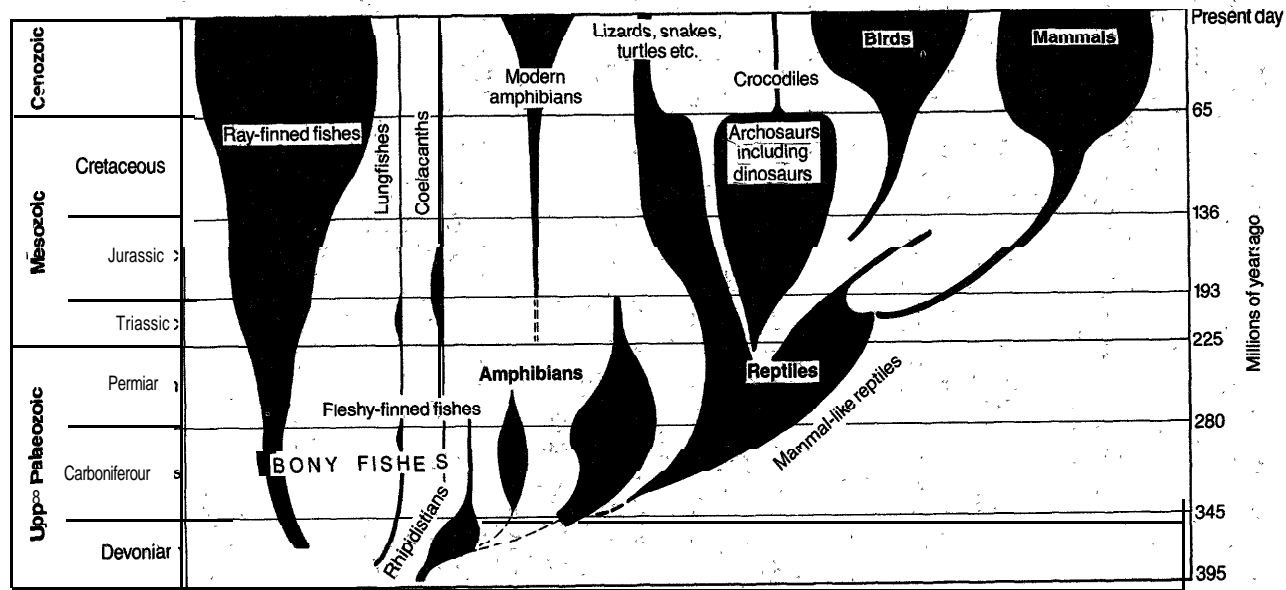 Present day
Lizards, snakes,
turtles etc.
Birds
Mammals
Cenozoic
Modern
amphibians
Crocodiles
65
Ray-finned fishes
Lungfishes
Coelacanths
Archosaurs
including
dinosaurs
Cretaceous
Mesozoic
136
Jurassic
193
Triassic
Millions of years ago
225
Amphibians
Reptiles
Permiar
Fleshy-finned fishes
Mammal-like reptiles
280
Palaeozoic
BONY FISHES
Carboniferour
s
Rhipidistians
345
Devoniar
395